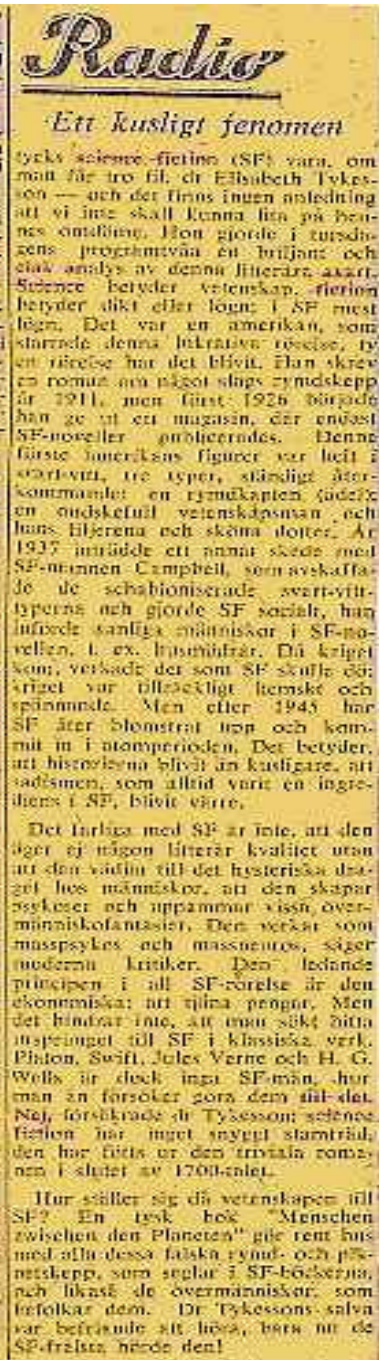 Radio
Ett kusligt fenomen
tycks science-fiction (SF) vara, om
man får tro fil. dr Elisabeth Tykes-
son — och det finns ingen anledning
att vi inte skall kunna lita på hen-
nes omdöme. Hon gjorde i torsda-
gens programtvåa en briljant och
elak analys av denna litterära avart.
Science betyder vetenskap, fiction
betyder dikt eller lögn; i SF mest
lögn. Det var en amerikan, som
startade denna lukrativa rörelse, ty
en rörelse har det blivit. Han skrev
en roman om något slags rymdskepp
år 1911, men först 1926 började
han ge ut ett magasin, där endast
SF-noveller publicerades. Denne
förste amerikans figurer var helt i
svart-vitt, tre typer, ständigt åter-
kommande: en rymdkapten (ädel),
en ondskefull vetenskapsman och
hans sköna dotter. År
1937 inträdde ett annat skede med
SF-mannen Campbell, som avskaffa-
de de schabloniserade svart-vitt-
typerna och gjorde SF socialt, han
införde vanliga människor i SF-no-
vellen, t. ex. husmödrar. Då kriget
kom, verkade det som SF skulle dö;
kriget var tillräckligt hemskt och
spännande. Men efter 1945 har
SF åter blomstrat upp och kom-
mit in i atomperioden. Det betyder,
att historierna blivit än kusligare, att
sadismen, som alltid varit en ingre-
diens i SF, blivit värre.
Det farliga med SF är inte, att den
äger ej någon litterär kvalitet utan
att den vädjar till det hysteriska dra-
get hos människor, att den skapar
psykoser och uppammar vissa över-
människofantasier. Den verkar som
masspsykos och massneuros, säger
moderna kritiker. Den ledande
principen i all SF-rörelse är den
ekonomiska: att tjäna pengar. Men
det hindrar inte, att man sökt hitta
ursprunget till SF i klassiska verk.
Platon, Swift, Jules Verne och H. G.
Wells är dock inga SF-män, hur
man än försöker göra dem till det.
Nej, försäkrade dr Tykesson: science
fiction har inget snyggt stamträd,
den har förts ur den triviala roma-
nen i slutet av 1700-talet.
Hur ställer sig då vetenskapen till
SF? En tysk bok "Menschen
zwischen den Planeten" gör rent hus
med alla dessa falska rymd- och pla-
netskepp, som seglar i SF-böckerna,
och likaså de övermänniskor, som
befolkar dem. Dr Tykessons salva
var befriande att höra, bara nu de
SF-frälsta hörde den!